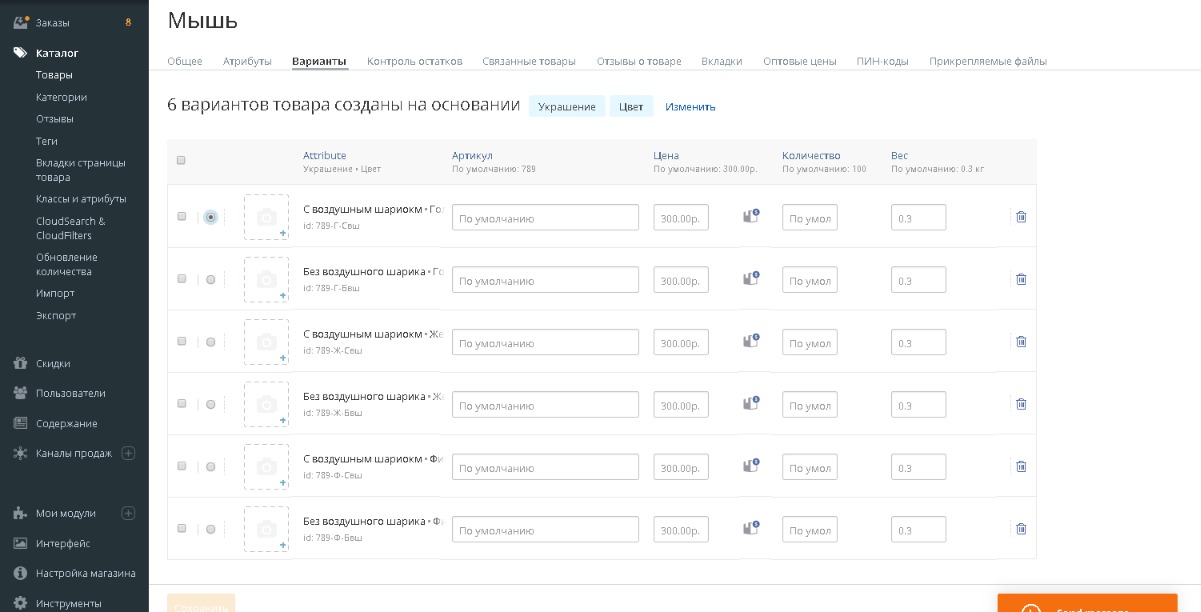 Заказы
8
Каталог
Товары
Категории
Отзывы
Теги
Вкладки страницы
товара
Классы и атрибуты
CloudSearch &
CloudFilters
Обновление
количества
Импорт
Экспорт
Скидки
Пользователи
Содержание
Каналы продаж
Мои модули
Интерфейс
Настройка магазина
Инструменты
Мышь
Общее Атрибуты Варианты Контроль остатков Связанные товары Отзывы о товаре Вкладки Оптовые цены ПИН-коды Прикрепляемые файлы
6 вариантов товара созданы на основании Украшение Цвет Изменить
Attribute Артикул Цена Количество Вес
Украшение • Цвет По умолчанию: 789 По умолчанию: 300.00р. По умолчанию: 100 По умолчанию: 0.3 кг
С воздушным шариокм • Гол По умолчанию 300.00р. По умол 0.3
id: 789-Г-Свш
Без воздушного шарика • Го По умолчанию 300.00р. По умол 0.3
id: 789-Г-Бвш
С воздушным шариокм • Же По умолчанию 300.00р. По умол 0.3
id: 789-Ж-Свш
Без воздушного шарика • Же По умолчанию 300.00р. По умол 0.3
id: 789-Ж-Бвш
С воздушным шариокм • Фи По умолчанию 300.00р. По умол 0.3
id: 789-Ф-Свш
Без воздушного шарика • Фи По умолчанию 300.00р. По умол 0.3
id: 789-Ф-Бвш
Сохранить
Send message